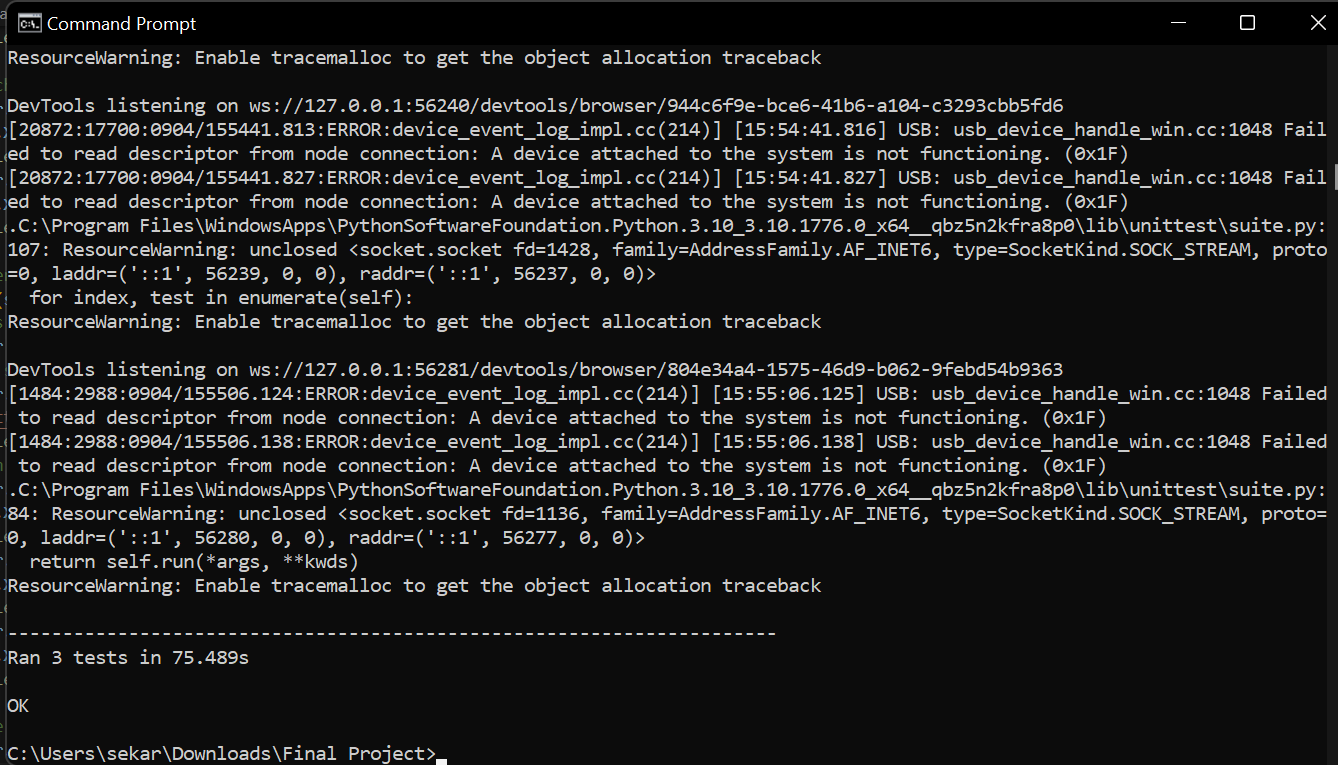 Command Prompt
ResourceWarning: Enable tracemalloc to get the object allocation traceback
DevTools listening on ws://127.0.0.1:56240/devtools/browser/944c6f9e-bce6-41b6-a104-c3293cbb5fd6
[20872:17700:0904/155441.813:ERROR:device_event_log_impl.cc(214)] [15:54:41.816] USB: usb_device_handle_win.cc:1048 Fail
ed to read descriptor from node connection: A device attached to the system is not functioning. (0x1F)
[20872:17700:0904/155441.827:ERROR:device_event_log_impl.cc(214)] [15:54:41.827] USB: usb_device_handle_win.cc:1048 Fail
ed to read descriptor from node connection: A device attached to the system is not functioning. (0x1F)
.C:\Program Files\WindowsApps\PythonSoftwareFoundation.Python.3.10_3.10.1776.0_x64__qbz5n2kfra8p0\lib\unittest\suite.py:
107: ResourceWarning: unclosed <socket.socket fd=1428, family=AddressFamily.AF_INET6, type=SocketKind.SOCK_STREAM, proto
=0, laddr=('::1', 56239, 0, 0), raddr=('::1', 56237, 0, 0)>
  for index, test in enumerate(self):
ResourceWarning: Enable tracemalloc to get the object allocation traceback
DevTools listening on ws://127.0.0.1:56281/devtools/browser/804e34a4-1575-46d9-b062-9febd54b9363
[1484:2988:0904/155506.124:ERROR:device_event_log_impl.cc(214)] [15:55:06.125] USB: usb_device_handle_win.cc:1048 Failed
 to read descriptor from node connection: A device attached to the system is not functioning. (0x1F)
[1484:2988:0904/155506.138:ERROR:device_event_log_impl.cc(214)] [15:55:06.138] USB: usb_device_handle_win.cc:1048 Failed
 to read descriptor from node connection: A device attached to the system is not functioning. (0x1F)
.C:\Program Files\WindowsApps\PythonSoftwareFoundation.Python.3.10_3.10.1776.0_x64__qbz5n2kfra8p0\lib\unittest\suite.py:
84: ResourceWarning: unclosed <socket.socket fd=1136, family=AddressFamily.AF_INET6, type=SocketKind.SOCK_STREAM, proto=
0, laddr=('::1', 56280, 0, 0), raddr=('::1', 56277, 0, 0)>
  return self.run(*args, **kwds)
ResourceWarning: Enable tracemalloc to get the object allocation traceback
----------------------------------------------------------------------
Ran 3 tests in 75.489s
OK
C:\Users\sekar\Downloads\Final Project>